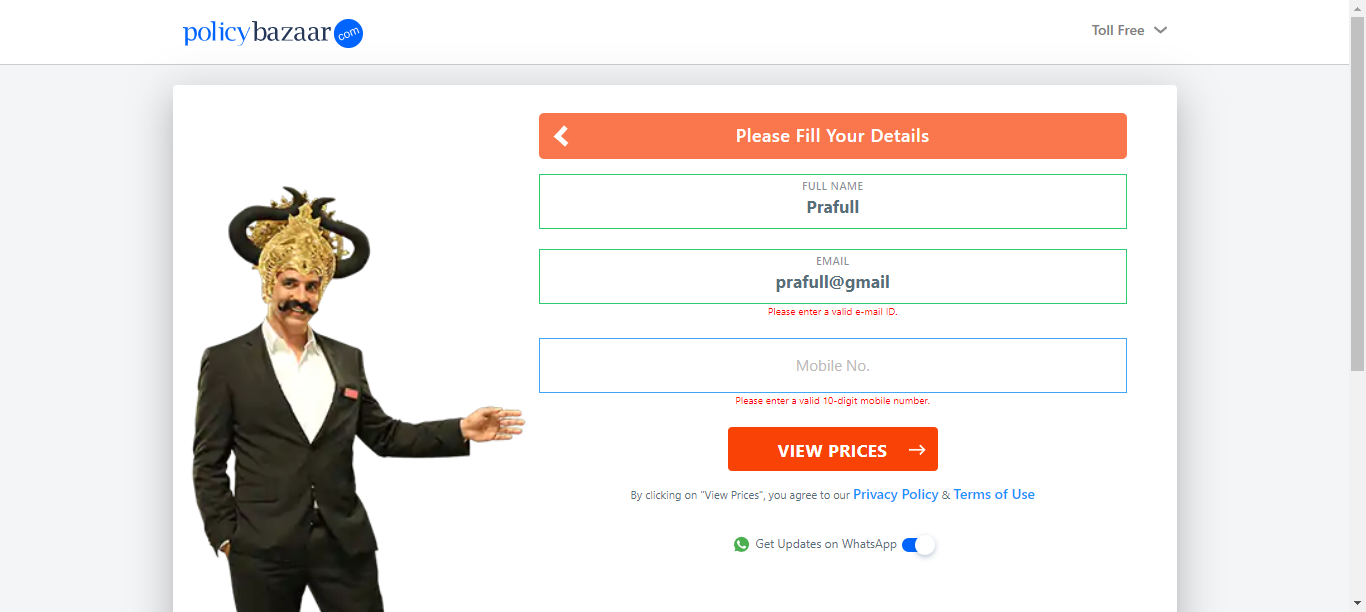 policybazaar com
Toll Free
Please Fill Your Details
FULL NAME
Prafull
EMAIL
prafull@gmail
Please enter a valid e-mail ID.
Mobile No.
Please enter a valid 10-digit mobile number.
VIEW PRICES
By clicking on "View Prices", you agree to our Privacy Policy & Terms of Use
Get Updates on WhatsApp